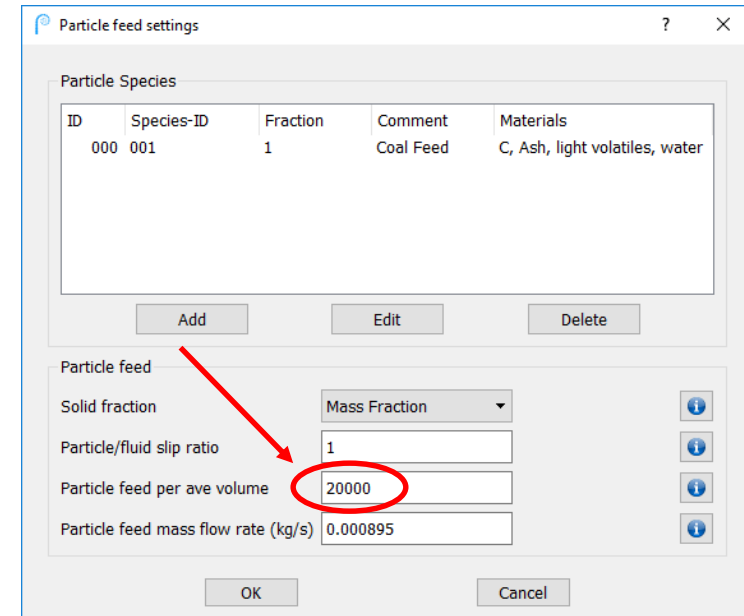 Particle feed settings ? ×
Particle Species
ID Species-ID Fraction Comment Materials
000 001 1 Coal Feed C, Ash, light volatiles, water
Add Edit Delete
Particle feed
Solid fraction Mass Fraction
Particle/fluid slip ratio 1
Particle feed per ave volume 20000
Particle feed mass flow rate (kg/s) 0.000895
OK Cancel